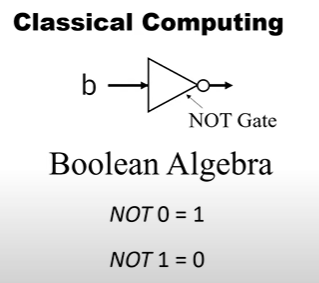 Classical Computing
b
NOT Gate
Boolean Algebra
NOT 0 = 1
NOT 1 = 0